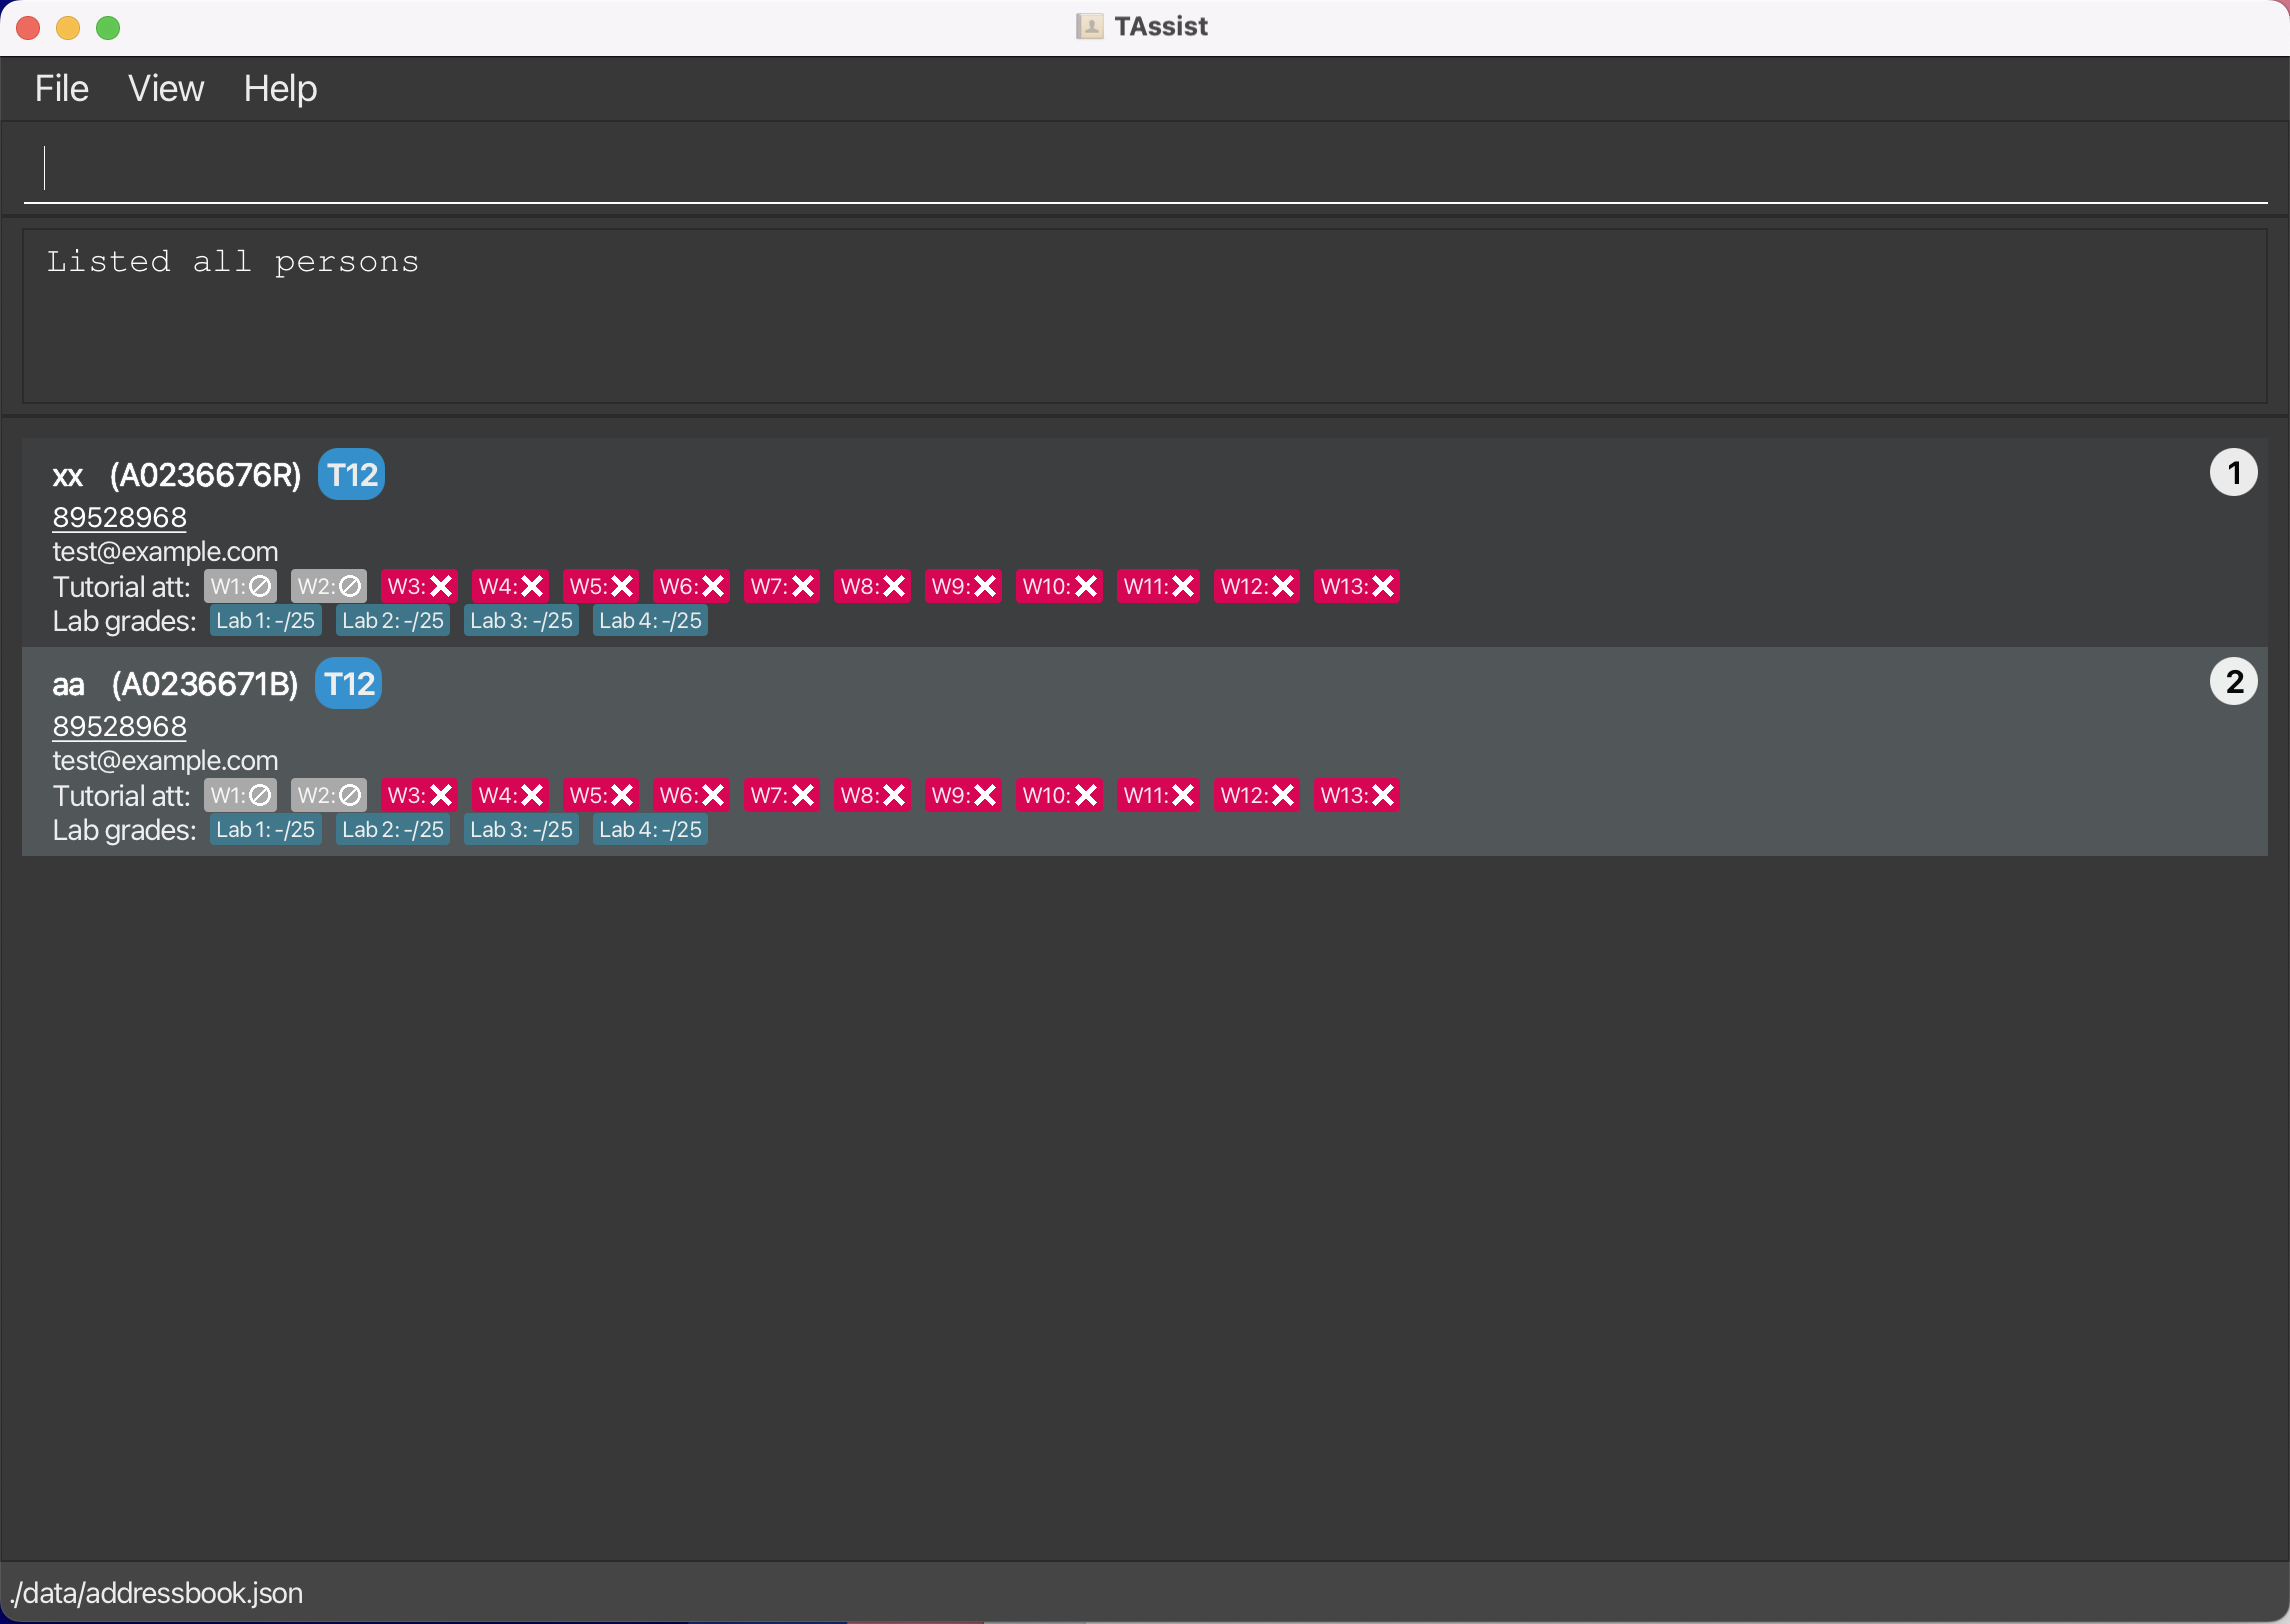 TAssist
File View Help
Listed all persons
xx (A0236676R) T12 1
89528968
test@example.com
Tutorial att: W1:🛇 W2:🛇 W3:❌ W4:❌ W5:❌ W6:❌ W7:❌ W8:❌ W9:❌ W10:❌ W11:❌ W12:❌ W13:❌
Lab grades: Lab 1: -/25 Lab 2: -/25 Lab 3: -/25 Lab 4: -/25
aa (A0236671B) T12 2
89528968
test@example.com
Tutorial att: W1:🛇 W2:🛇 W3:❌ W4:❌ W5:❌ W6:❌ W7:❌ W8:❌ W9:❌ W10:❌ W11:❌ W12:❌ W13:❌
Lab grades: Lab 1: -/25 Lab 2: -/25 Lab 3: -/25 Lab 4: -/25
./data/addressbook.json